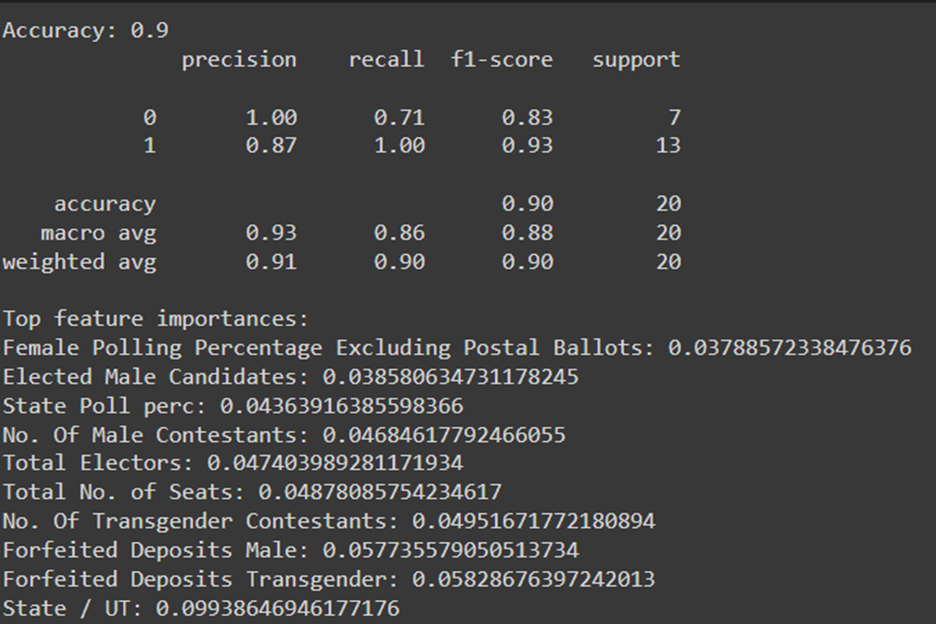 Accuracy: 0.9
precision recall f1-score support
0 1.00 0.71 0.83 7
1 0.87 1.00 0.93 13
accuracy 0.90 20
macro avg 0.93 0.86 0.88 20
weighted avg 0.91 0.90 0.90 20
Top feature importances:
Female Polling Percentage Excluding Postal Ballots: 0.03788572338476376
Elected Male Candidates: 0.038580634731178245
State Poll perc: 0.04363916385598366
No. Of Male Contestants: 0.04684617792466055
Total Electors: 0.047403989281171934
Total No. of Seats: 0.04878085754234617
No. Of Transgender Contestants: 0.04951671772180894
Forfeited Deposits Male: 0.057735579050513734
Forfeited Deposits Transgender: 0.05828676397242013
State / UT: 0.09938646946177176